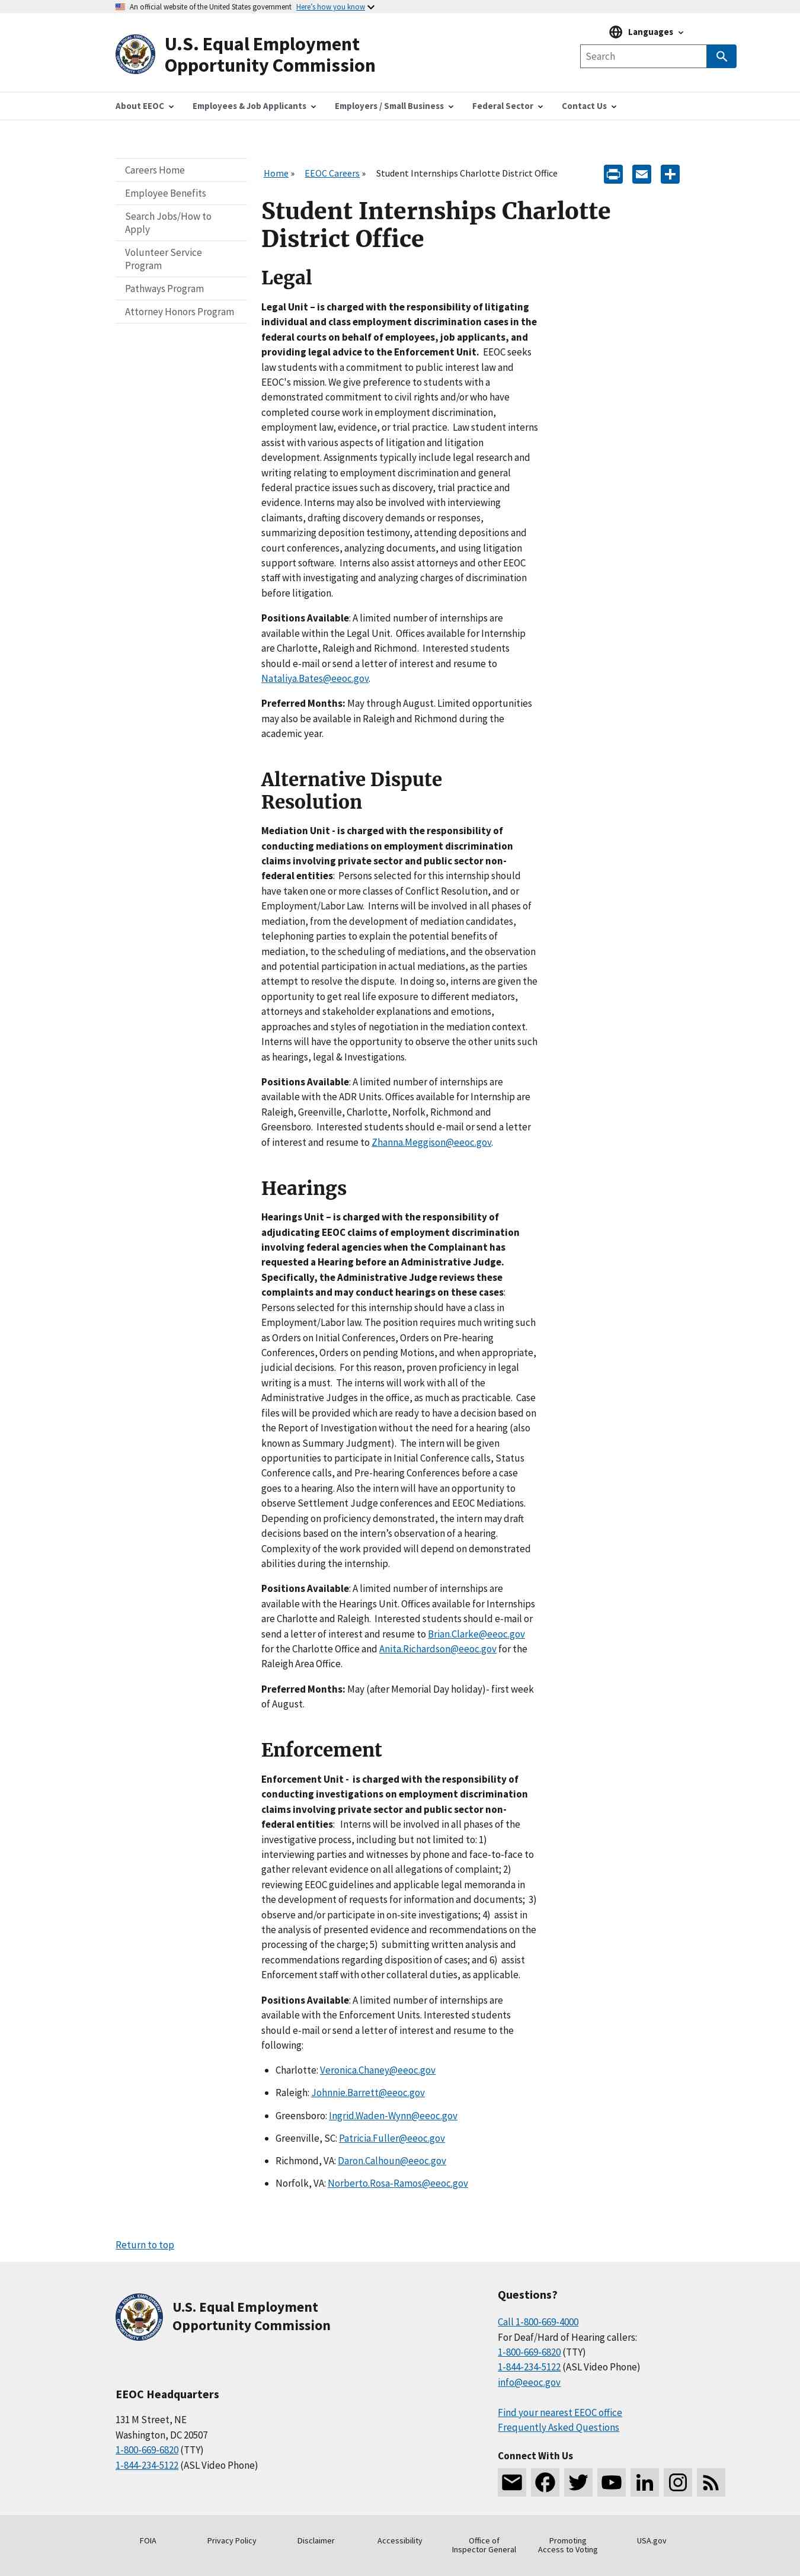 An official website of the United States government Here's how you know
Languages
U.S. Equal Employment
Opportunity Commission
Search
About EEOC Employees & Job Applicants Employers / Small Business Federal Sector Contact Us
Careers Home
Employee Benefits
Search Jobs/How to
Apply
Volunteer Service
Program
Pathways Program
Attorney Honors Program
Home » EEOC Careers » Student Internships Charlotte District Office
Student Internships Charlotte
District Office
Legal
Legal Unit – is charged with the responsibility of litigating
individual and class employment discrimination cases in the
federal courts on behalf of employees, job applicants, and
providing legal advice to the Enforcement Unit. EEOC seeks
law students with a commitment to public interest law and
EEOC's mission. We give preference to students with a
demonstrated commitment to civil rights and/or who have
completed course work in employment discrimination,
employment law, evidence, or trial practice. Law student interns
assist with various aspects of litigation and litigation
development. Assignments typically include legal research and
writing relating to employment discrimination and general
federal practice issues such as discovery, trial practice and
evidence. Interns may also be involved with interviewing
claimants, drafting discovery demands or responses,
summarizing deposition testimony, attending depositions and
court conferences, analyzing documents, and using litigation
support software. Interns also assist attorneys and other EEOC
staff with investigating and analyzing charges of discrimination
before litigation.
Positions Available: A limited number of internships are
available within the Legal Unit. Offices available for Internship
are Charlotte, Raleigh and Richmond. Interested students
should e-mail or send a letter of interest and resume to
Nataliya.Bates@eeoc.gov.
Preferred Months: May through August. Limited opportunities
may also be available in Raleigh and Richmond during the
academic year.
Alternative Dispute
Resolution
Mediation Unit - is charged with the responsibility of
conducting mediations on employment discrimination
claims involving private sector and public sector non-
federal entities: Persons selected for this internship should
have taken one or more classes of Conflict Resolution, and or
Employment/Labor Law. Interns will be involved in all phases of
mediation, from the development of mediation candidates,
telephoning parties to explain the potential benefits of
mediation, to the scheduling of mediations, and the observation
and potential participation in actual mediations, as the parties
attempt to resolve the dispute. In doing so, interns are given the
opportunity to get real life exposure to different mediators,
attorneys and stakeholder explanations and emotions,
approaches and styles of negotiation in the mediation context.
Interns will have the opportunity to observe the other units such
as hearings, legal & Investigations.
Positions Available: A limited number of internships are
available with the ADR Units. Offices available for Internship are
Raleigh, Greenville, Charlotte, Norfolk, Richmond and
Greensboro. Interested students should e-mail or send a letter
of interest and resume to Zhanna.Meggison@eeoc.gov.
Hearings
Hearings Unit – is charged with the responsibility of
adjudicating EEOC claims of employment discrimination
involving federal agencies when the Complainant has
requested a Hearing before an Administrative Judge.
Specifically, the Administrative Judge reviews these
complaints and may conduct hearings on these cases:
Persons selected for this internship should have a class in
Employment/Labor law. The position requires much writing such
as Orders on Initial Conferences, Orders on Pre-hearing
Conferences, Orders on pending Motions, and when appropriate,
judicial decisions. For this reason, proven proficiency in legal
writing is a must. The interns will work with all of the
Administrative Judges in the office, as much as practicable. Case
files will be provided which are ready to have a decision based on
the Report of Investigation without the need for a hearing (also
known as Summary Judgment). The intern will be given
opportunities to participate in Initial Conference calls, Status
Conference calls, and Pre-hearing Conferences before a case
goes to a hearing. Also the intern will have an opportunity to
observe Settlement Judge conferences and EEOC Mediations.
Depending on proficiency demonstrated, the intern may draft
decisions based on the intern’s observation of a hearing.
Complexity of the work provided will depend on demonstrated
abilities during the internship.
Positions Available: A limited number of internships are
available with the Hearings Unit. Offices available for Internships
are Charlotte and Raleigh. Interested students should e-mail or
send a letter of interest and resume to Brian.Clarke@eeoc.gov
for the Charlotte Office and Anita.Richardson@eeoc.gov for the
Raleigh Area Office.
Preferred Months: May (after Memorial Day holiday)- first week
of August.
Enforcement
Enforcement Unit - is charged with the responsibility of
conducting investigations on employment discrimination
claims involving private sector and public sector non-
federal entities: Interns will be involved in all phases of the
investigative process, including but not limited to: 1)
interviewing parties and witnesses by phone and face-to-face to
gather relevant evidence on all allegations of complaint; 2)
reviewing EEOC guidelines and applicable legal memoranda in
the development of requests for information and documents; 3)
observe and/or participate in on-site investigations; 4) assist in
the analysis of presented evidence and recommendations on the
processing of the charge; 5) submitting written analysis and
recommendations regarding disposition of cases; and 6) assist
Enforcement staff with other collateral duties, as applicable.
Positions Available: A limited number of internships are
available with the Enforcement Units. Interested students
should e-mail or send a letter of interest and resume to the
following:
Charlotte: Veronica.Chaney@eeoc.gov
Raleigh: Johnnie.Barrett@eeoc.gov
Greensboro: Ingrid.Waden-Wynn@eeoc.gov
Greenville, SC: Patricia.Fuller@eeoc.gov
Richmond, VA: Daron.Calhoun@eeoc.gov
Norfolk, VA: Norberto.Rosa-Ramos@eeoc.gov
Return to top
U.S. Equal Employment
Opportunity Commission
EEOC Headquarters
131 M Street, NE
Washington, DC 20507
1-800-669-6820 (TTY)
1-844-234-5122 (ASL Video Phone)
Questions?
Call 1-800-669-4000
For Deaf/Hard of Hearing callers:
1-800-669-6820 (TTY)
1-844-234-5122 (ASL Video Phone)
info@eeoc.gov
Find your nearest EEOC office
Frequently Asked Questions
Connect With Us
FOIA Privacy Policy Disclaimer Accessibility Office of
Inspector General Promoting
Access to Voting USA.gov